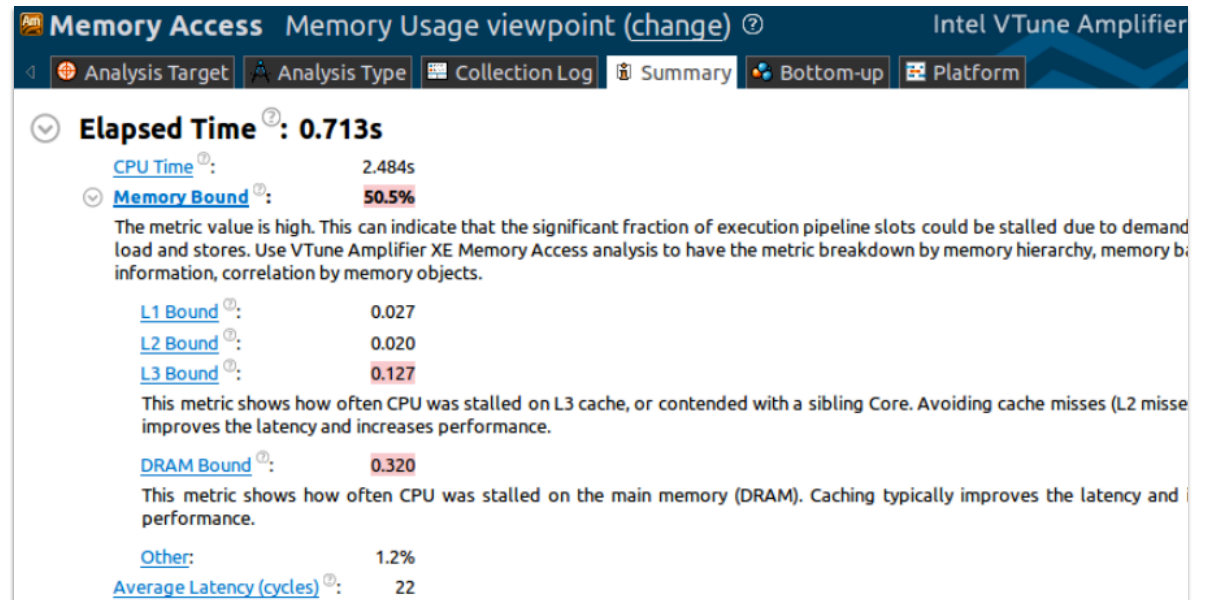 Memory Access Memory Usage viewpoint (change) ? Intel VTune Amplifier
Analysis Target Analysis Type Collection Log Summary Bottom-up Platform
Elapsed Time ?: 0.713s
CPU Time ?: 2.484s
Memory Bound ?: 50.5%
The metric value is high. This can indicate that the significant fraction of execution pipeline slots could be stalled due to demand
load and stores. Use VTune Amplifier XE Memory Access analysis to have the metric breakdown by memory hierarchy, memory ba
information, correlation by memory objects.
L1 Bound ?: 0.027
L2 Bound ?: 0.020
L3 Bound ?: 0.127
This metric shows how often CPU was stalled on L3 cache, or contended with a sibling Core. Avoiding cache misses (L2 misse
improves the latency and increases performance.
DRAM Bound ?: 0.320
This metric shows how often CPU was stalled on the main memory (DRAM). Caching typically improves the latency and i
performance.
Other: 1.2%
Average Latency (cycles) ?: 22